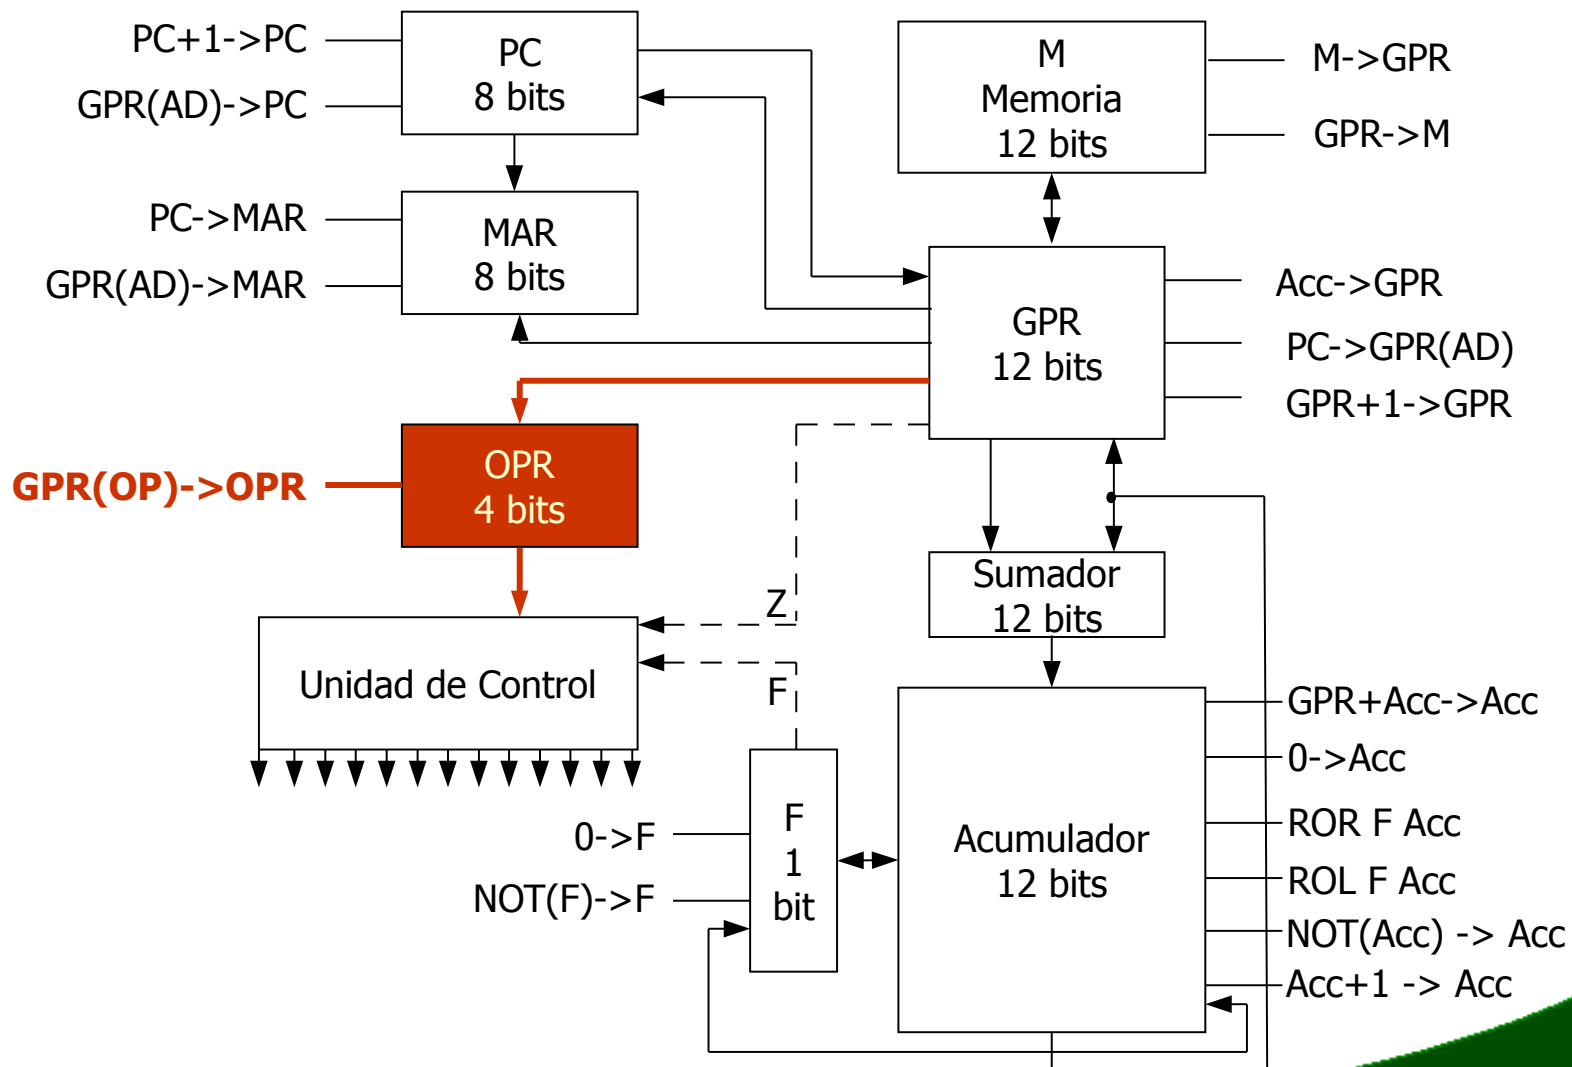 PC+1->PC
GPR(AD)->PC
PC
8 bits
M
Memoria
12 bits
M->GPR
GPR->M
PC->MAR
GPR(AD)->MAR
MAR
8 bits
GPR
12 bits
Acc->GPR
PC->GPR(AD)
GPR+1->GPR
GPR(OP)->OPR
OPR
4 bits
Sumador
12 bits
Z
F
Unidad de Control
0->F
NOT(F)->F
F
1
bit
Acumulador
12 bits
GPR+Acc->Acc
0->Acc
ROR F Acc
ROL F Acc
NOT(Acc) -> Acc
Acc+1 -> Acc